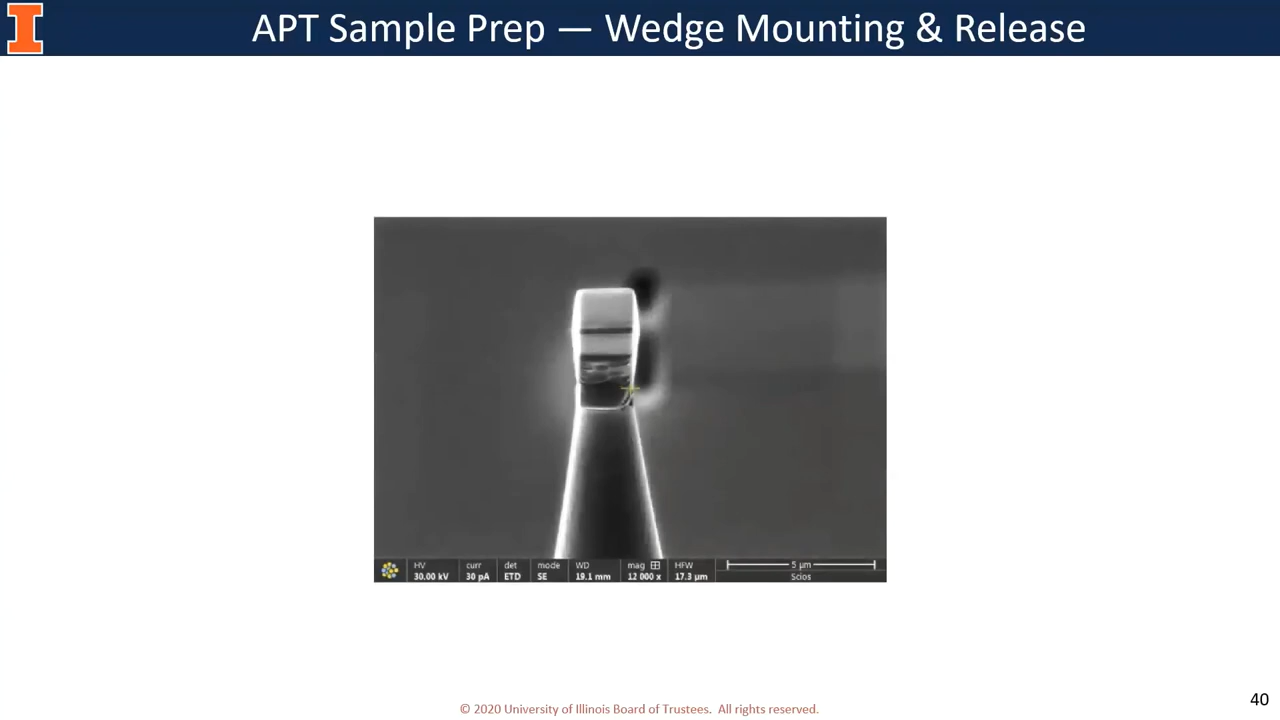 APT Sample Prep — Wedge Mounting & Release
HV curr det mode WD mag HFW 5 µm
30.00 kV 30 pA ETD SE 19.1 mm 12 000 x 17.3 µm Scios
40
© 2020 University of Illinois Board of Trustees. All rights reserved.